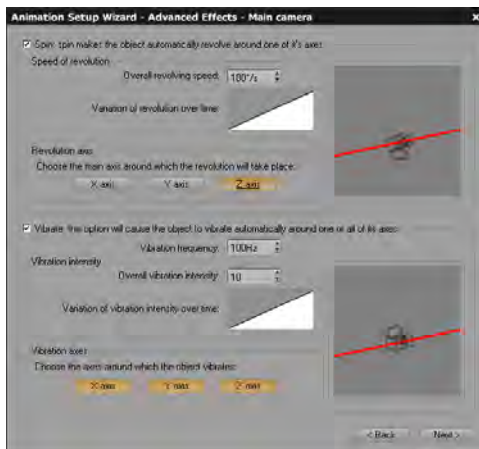 Animation Setup Wizard - Advanced Effects - Main camera x
Spin: spin makes the object automatically revolve around one of it's axes
Speed of revolution
Overall revolving speed: 100°/s
Variation of revolution over time:
Revolution axis
Choose the main axis around which the revolution will take place:
X axis Y axis Z axis
Vibrate: this option will cause the object to vibrate automatically around one or all of its axes
Vibration frequency: 100Hz
Vibration intensity
Overall vibration intensity: 10
Variation of vibration intensity over time:
Vibration axes
Choose the axes around which the object vibrates:
X axis Y axis Z axis
< Back Next >